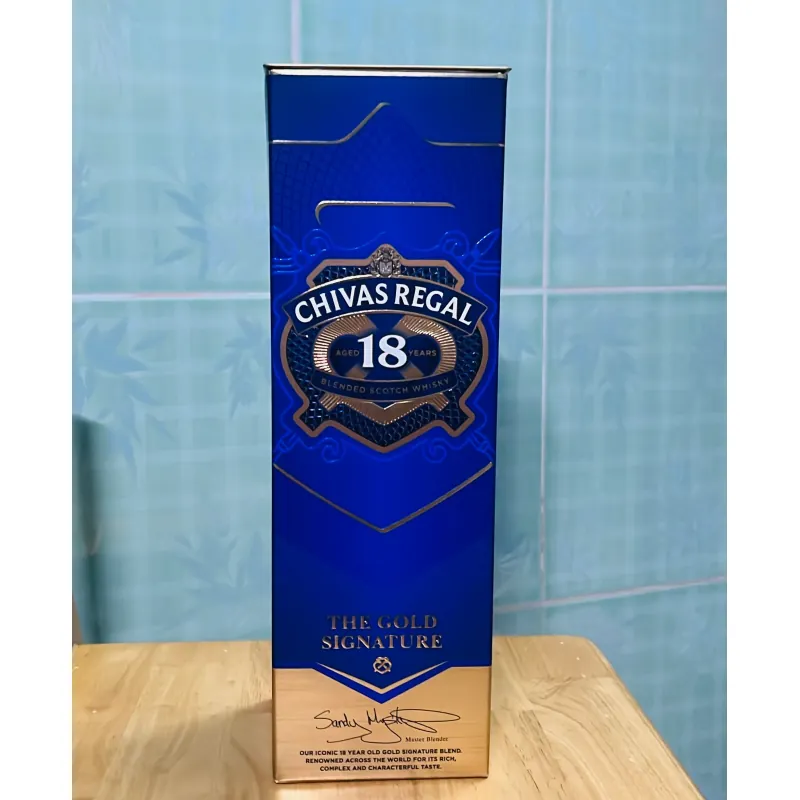 CHIVAS REGAL
AGED 18 YEARS
BLENDED SCOTCH WHISKY
THE GOLD
SIGNATURE
Master Blender
OUR ICONIC 18 YEAR OLD GOLD SIGNATURE BLEND.
RENOWNED ACROSS THE WORLD FOR ITS RICH,
COMPLEX AND CHARACTERFUL TASTE.